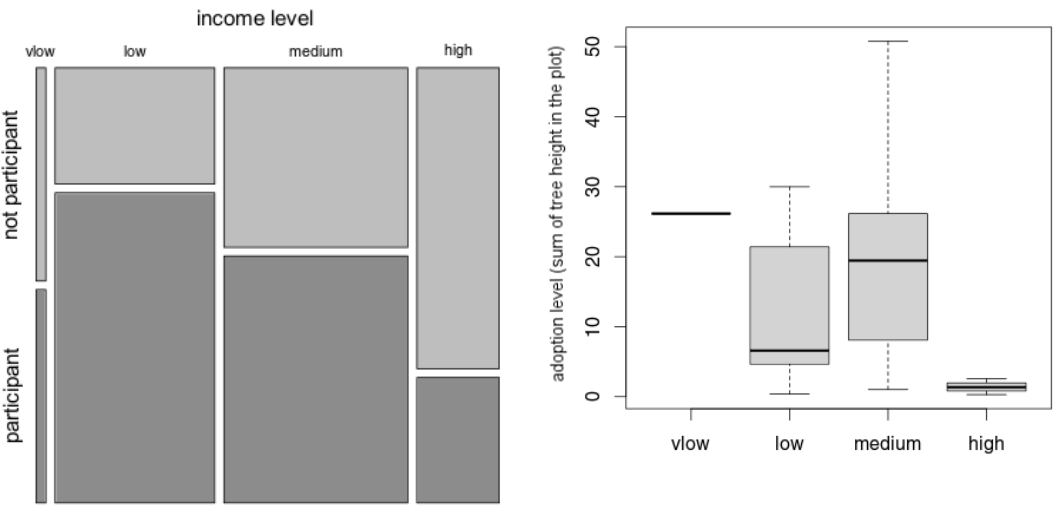 income level
vlow low medium high
not participant
participant
adoption level (sum of tree height in the plot)
50
40
30
20
10
0
vlow low medium high